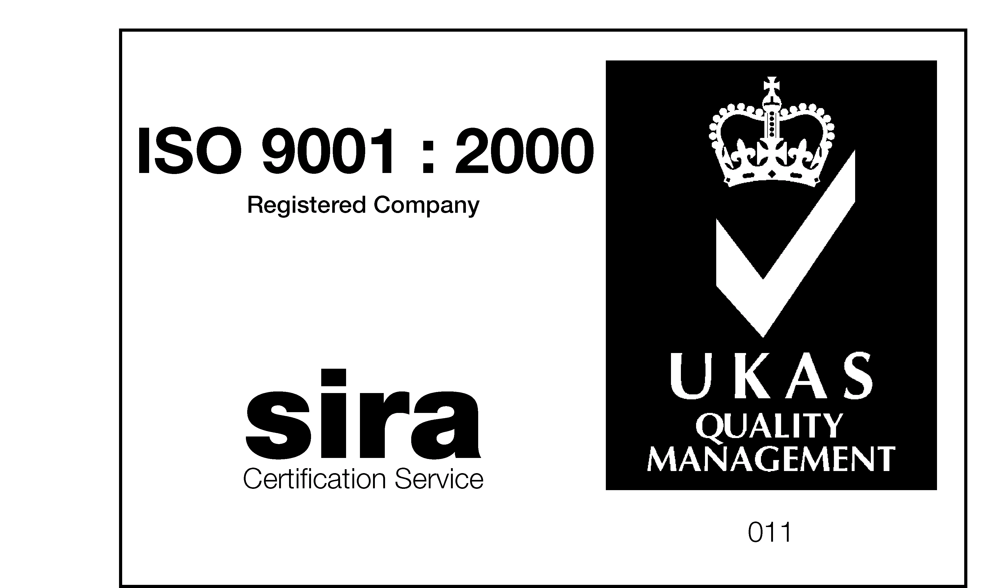 ISO 9001 : 2000
Registered Company
sira
Certification Service
UKAS
QUALITY
MANAGEMENT
011